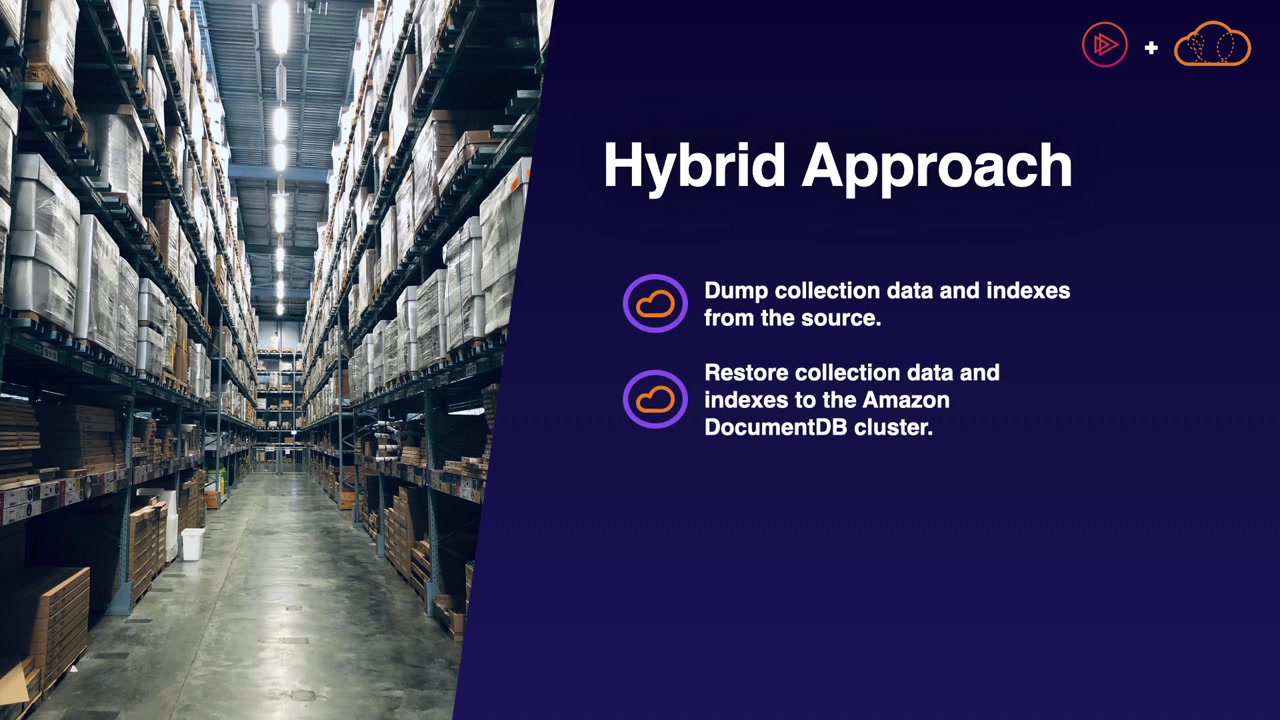 Hybrid Approach
Dump collection data and indexes
from the source.
Restore collection data and
indexes to the Amazon
DocumentDB cluster.